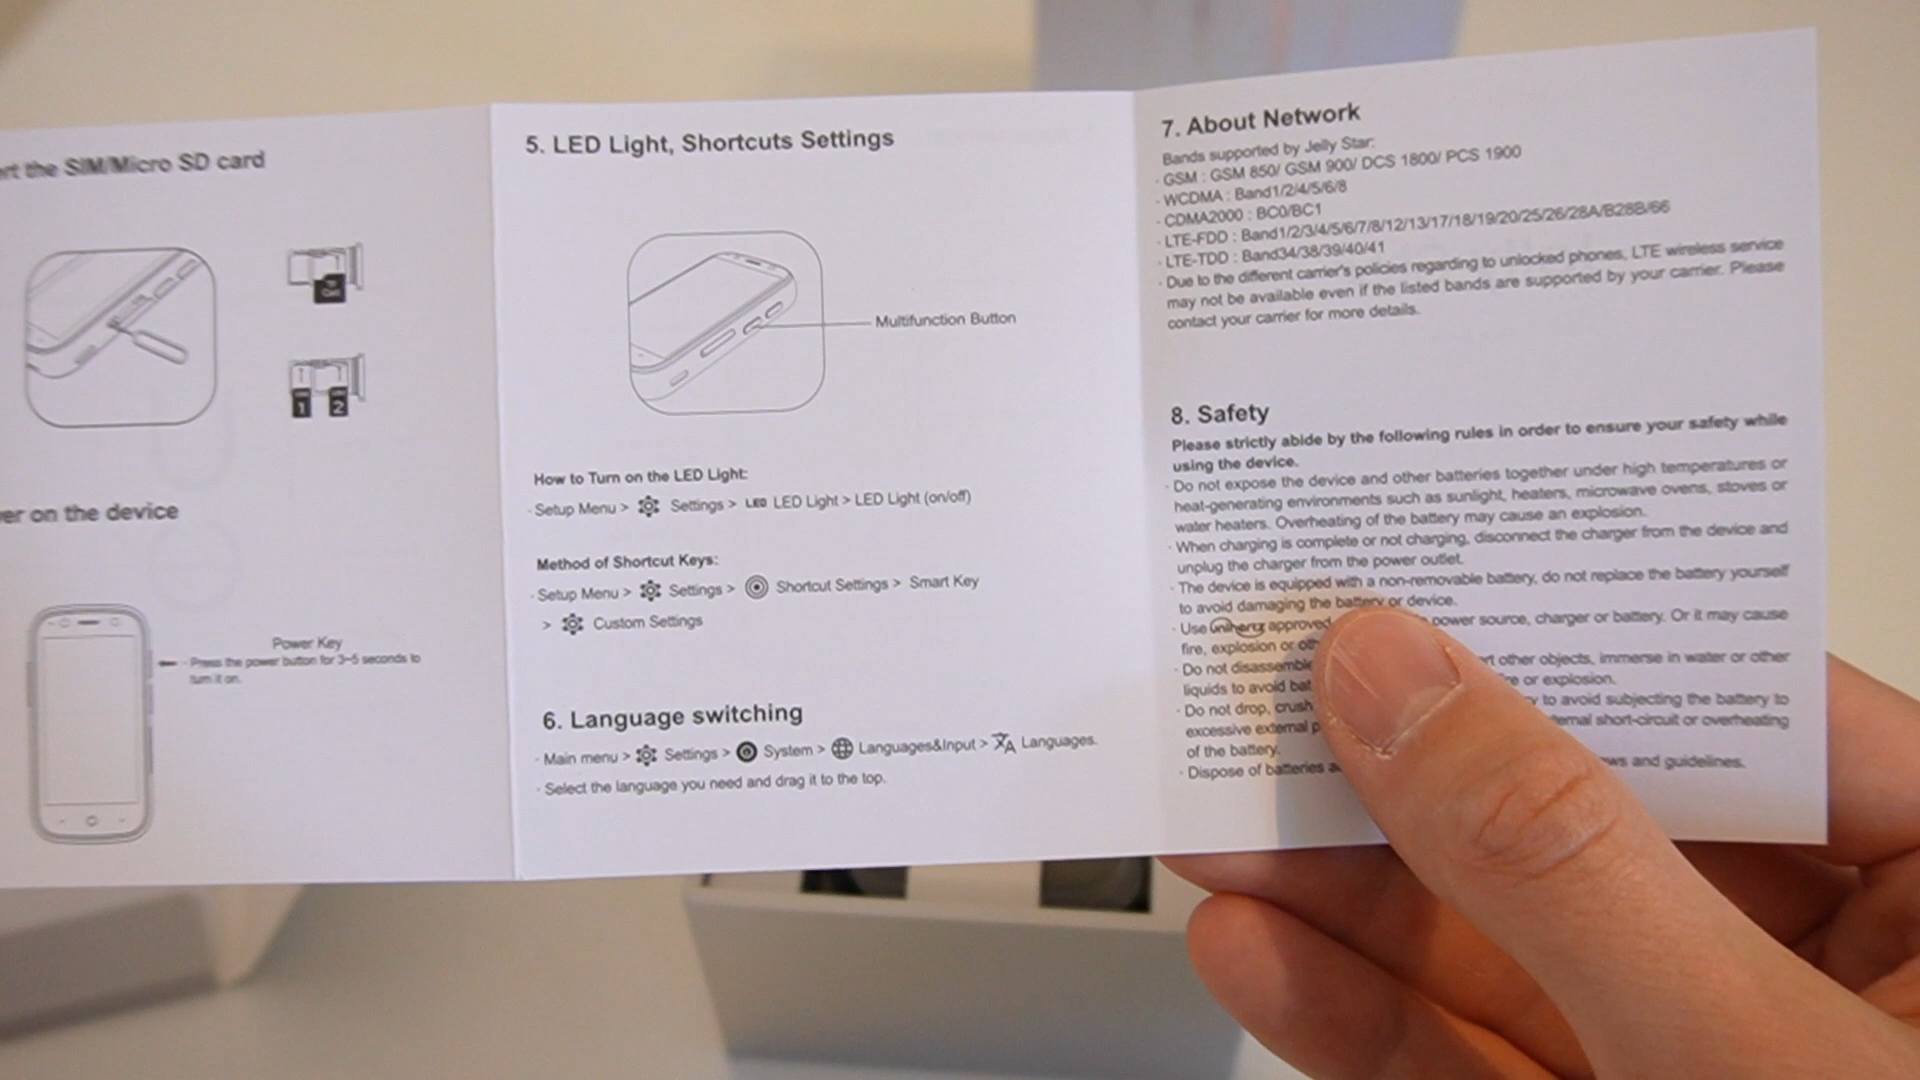 rt the SIM/Micro SD card
1 2
er on the device
Power Key
- Press the power button for 3~5 seconds to
turn it on.
5. LED Light, Shortcuts Settings
Multifunction Button
How to Turn on the LED Light:
· Setup Menu > Settings > LED LED Light > LED Light (on/off)
Method of Shortcut Keys:
· Setup Menu > Settings > Shortcut Settings > Smart Key
> Custom Settings
6. Language switching
· Main menu > Settings > System > Languages&Input > Languages.
· Select the language you need and drag it to the top.
7. About Network
Bands supported by Jelly Star:
· GSM : GSM 850/ GSM 900/ DCS 1800/ PCS 1900
· WCDMA : Band1/2/4/5/6/8
· CDMA2000 : BC0/BC1
· LTE-FDD : Band1/2/3/4/5/6/7/8/12/13/17/18/19/20/25/26/28A/B28B/66
· LTE-TDD : Band34/38/39/40/41
· Due to the different carrier's policies regarding to unlocked phones, LTE wireless service
may not be available even if the listed bands are supported by your carrier. Please
contact your carrier for more details.
8. Safety
Please strictly abide by the following rules in order to ensure your safety while
using the device.
· Do not expose the device and other batteries together under high temperatures or
heat-generating environments such as sunlight, heaters, microwave ovens, stoves or
water heaters. Overheating of the battery may cause an explosion.
· When charging is complete or not charging, disconnect the charger from the device and
unplug the charger from the power outlet.
· The device is equipped with a non-removable battery, do not replace the battery yourself
to avoid damaging the battery or device.
· Use unihertz approved power source, charger or battery. Or it may cause
fire, explosion or
· Do not disassemble other objects, immerse in water or other
liquids to avoid or explosion.
· Do not drop, crush to avoid subjecting the battery to
excessive external short-circuit or overheating
of the battery.
· Dispose of batteries and guidelines.